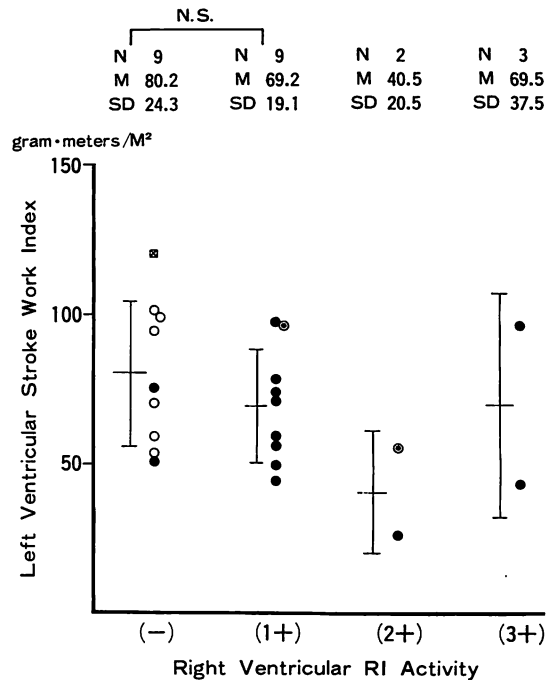 N.S.
N 9 N 9 N 2 N 3
M 80.2 M 69.2 M 40.5 M 69.5
SD 24.3 SD 19.1 SD 20.5 SD 37.5
gram·meters/M²
150
100
50
Left Ventricular Stroke Work Index
(−) (1+) (2+) (3+)
Right Ventricular RI Activity